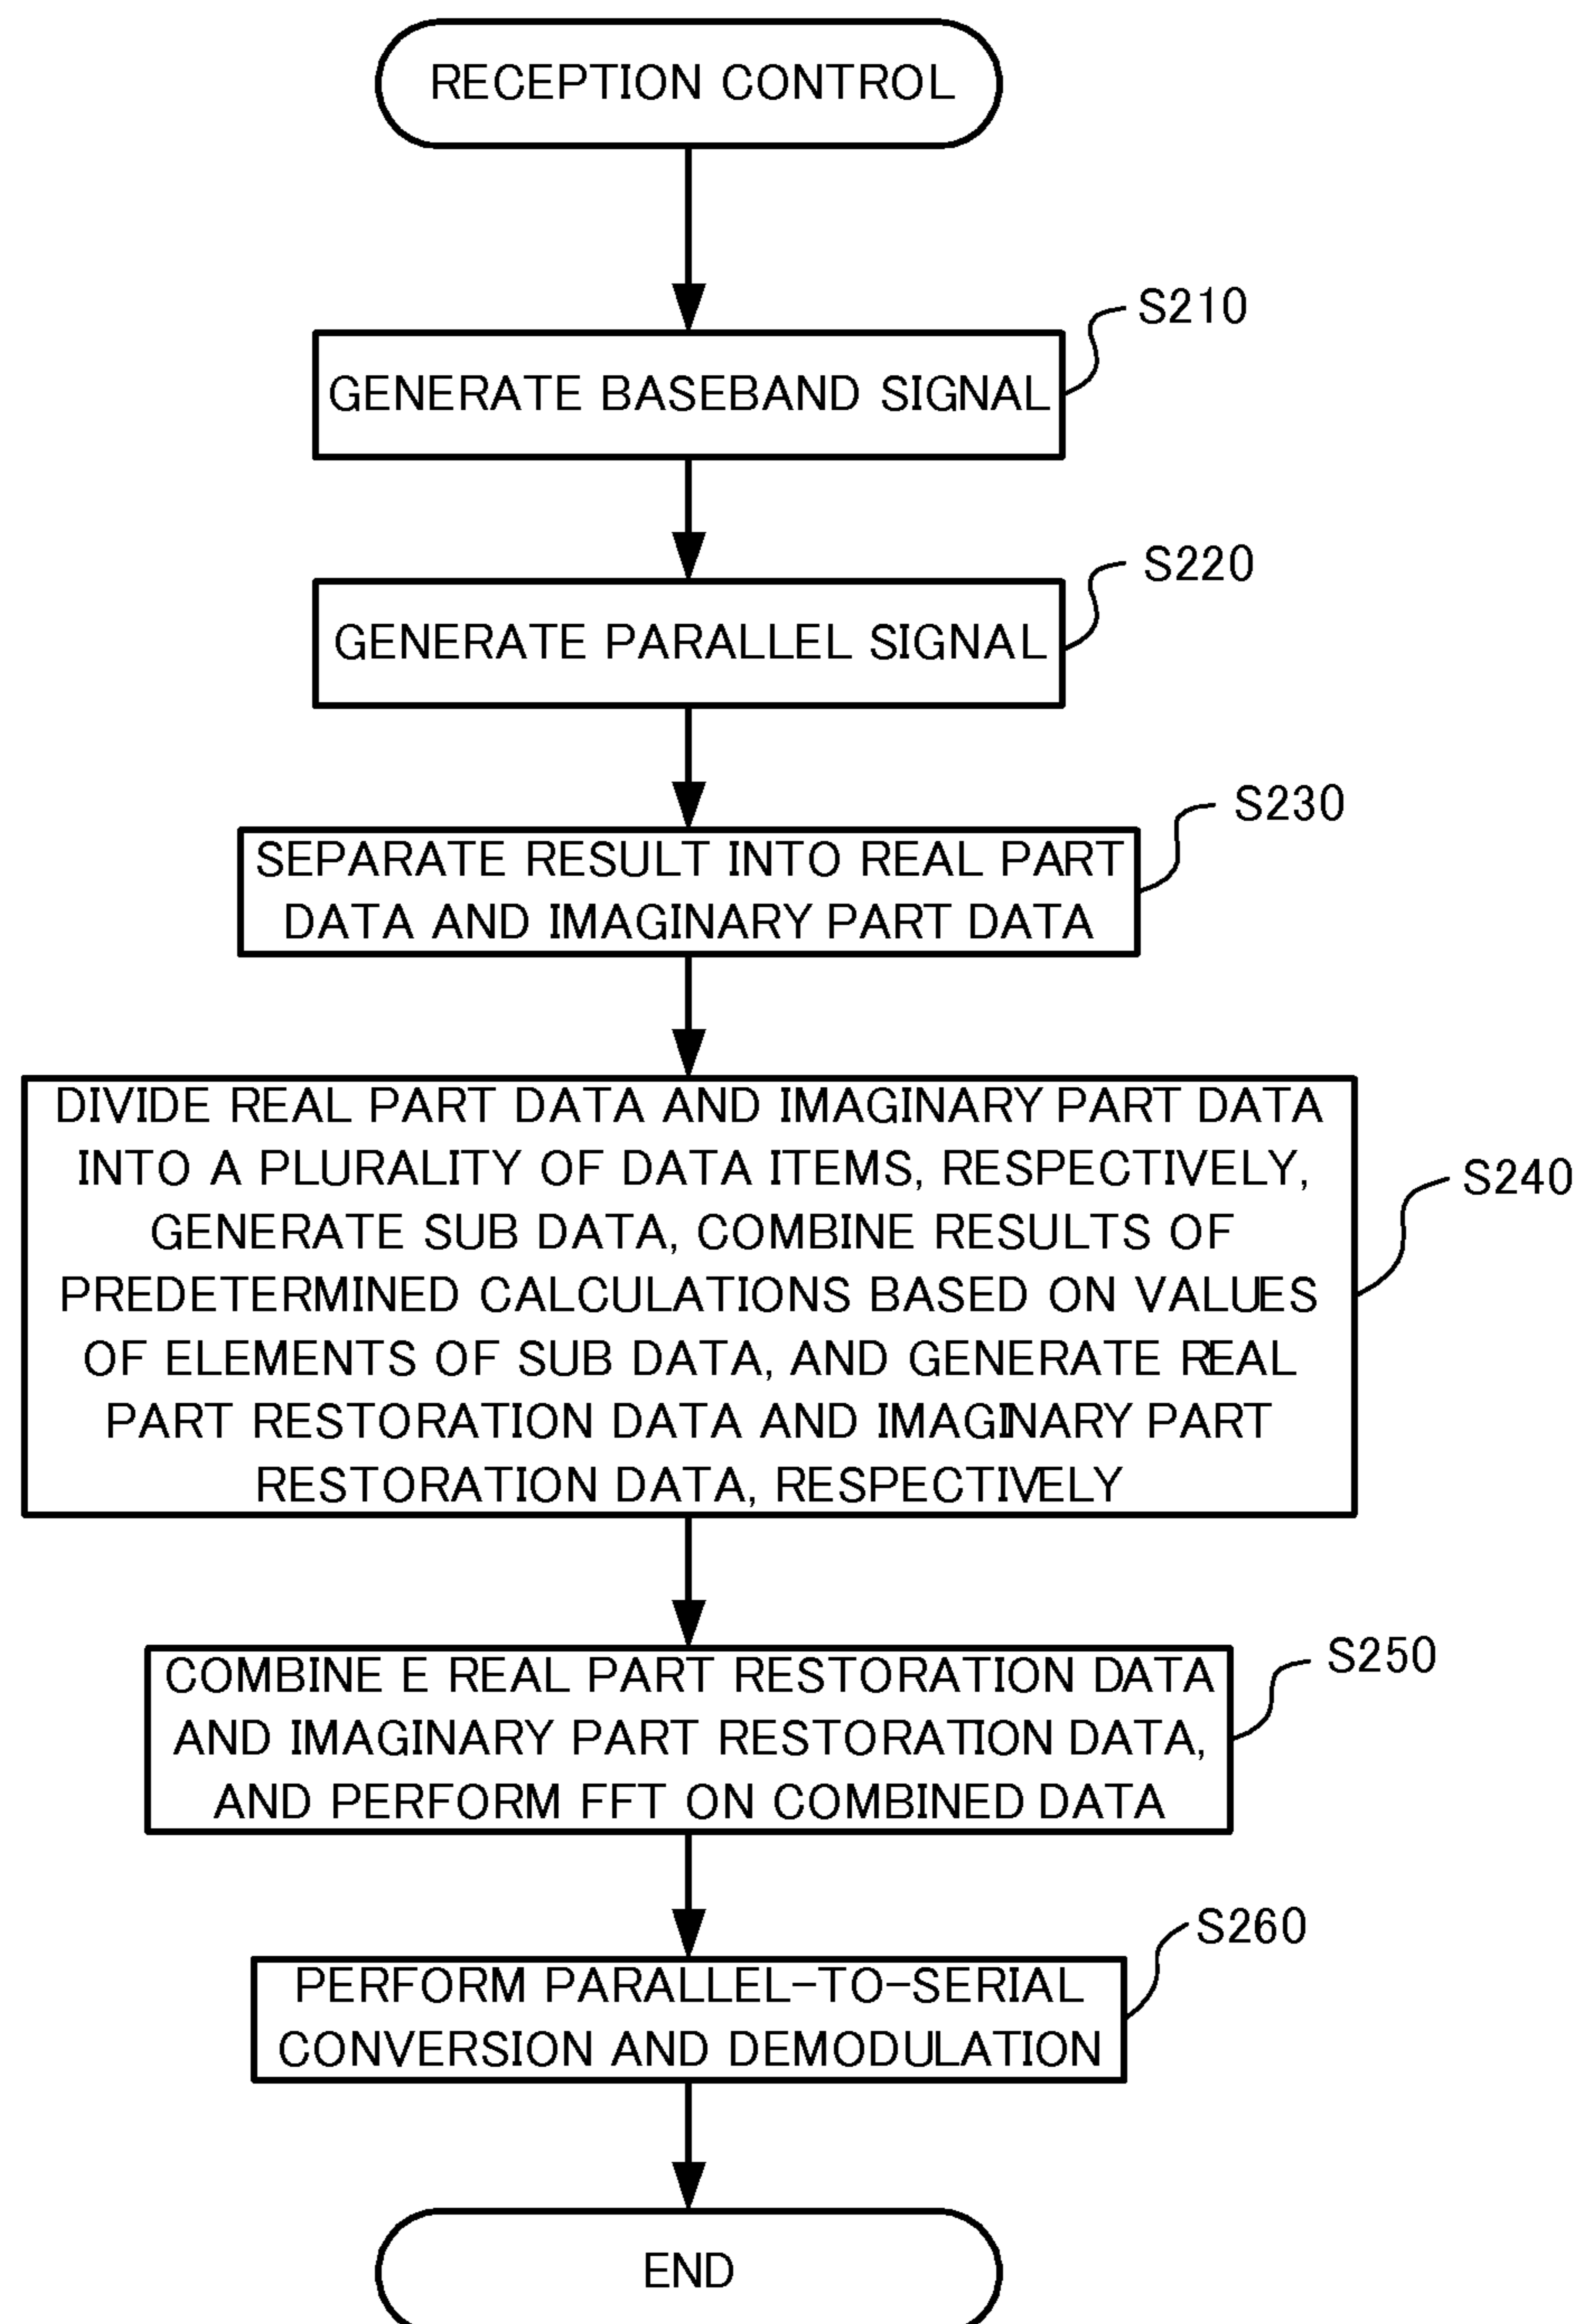 RECEPTION CONTROL
S210
GENERATE BASEBAND SIGNAL
S220
GENERATE PARALLEL SIGNAL
S230
SEPARATE RESULT INTO REAL PART
DATA AND IMAGINARY PART DATA
S240
DIVIDE REAL PART DATA AND IMAGINARY PART DATA
INTO A PLURALITY OF DATA ITEMS, RESPECTIVELY,
GENERATE SUB DATA, COMBINE RESULTS OF
PREDETERMINED CALCULATIONS BASED ON VALUES
OF ELEMENTS OF SUB DATA, AND GENERATE REAL
PART RESTORATION DATA AND IMAGINARY PART
RESTORATION DATA, RESPECTIVELY
S250
COMBINE E REAL PART RESTORATION DATA
AND IMAGINARY PART RESTORATION DATA,
AND PERFORM FFT ON COMBINED DATA
S260
PERFORM PARALLEL-TO-SERIAL
CONVERSION AND DEMODULATION
END